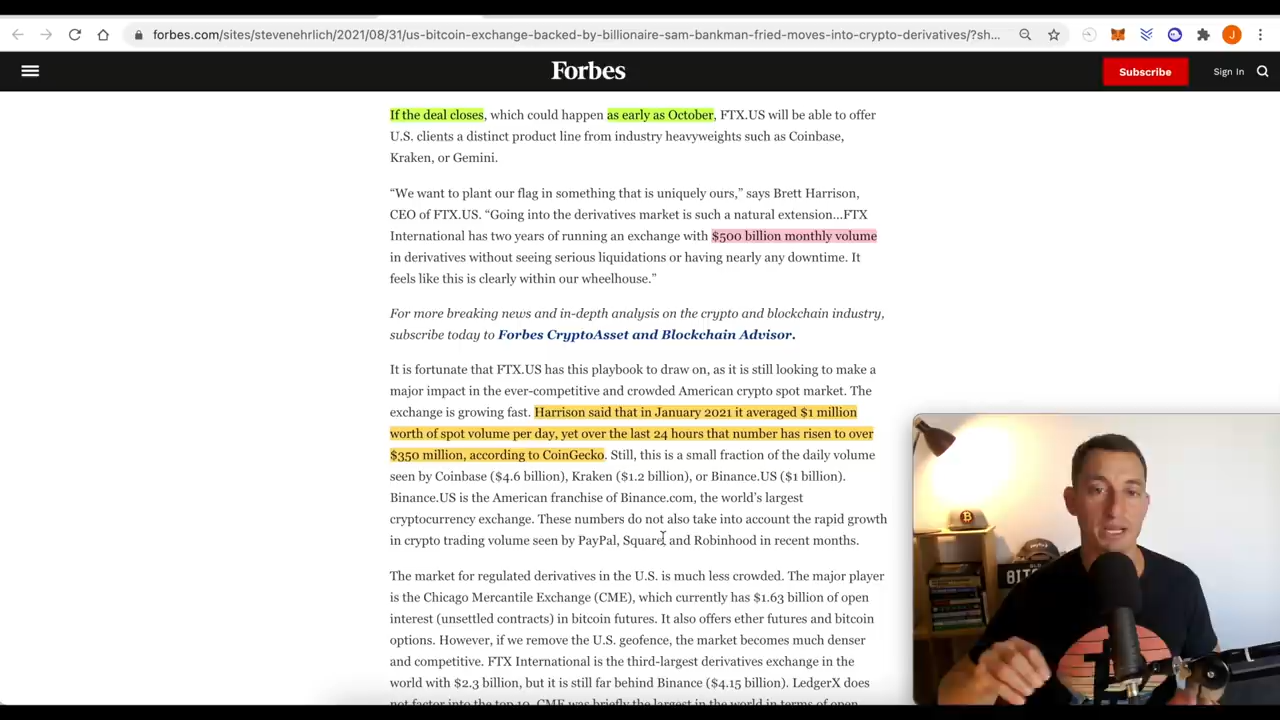 forbes.com/sites/stevenehrlich/2021/08/31/us-bitcoin-exchange-backed-by-billionaire-sam-bankman-fried-moves-into-crypto-derivatives/?sh...
J
Forbes
Subscribe
Sign In
If the deal closes, which could happen as early as October, FTX.US will be able to offer
U.S. clients a distinct product line from industry heavyweights such as Coinbase,
Kraken, or Gemini.
“We want to plant our flag in something that is uniquely ours,” says Brett Harrison,
CEO of FTX.US. “Going into the derivatives market is such a natural extension...FTX
International has two years of running an exchange with $500 billion monthly volume
in derivatives without seeing serious liquidations or having nearly any downtime. It
feels like this is clearly within our wheelhouse.”
For more breaking news and in-depth analysis on the crypto and blockchain industry,
subscribe today to Forbes CryptoAsset and Blockchain Advisor.
It is fortunate that FTX.US has this playbook to draw on, as it is still looking to make a
major impact in the ever-competitive and crowded American crypto spot market. The
exchange is growing fast. Harrison said that in January 2021 it averaged $1 million
worth of spot volume per day, yet over the last 24 hours that number has risen to over
$350 million, according to CoinGecko. Still, this is a small fraction of the daily volume
seen by Coinbase ($4.6 billion), Kraken ($1.2 billion), or Binance.US ($1 billion).
Binance.US is the American franchise of Binance.com, the world’s largest
cryptocurrency exchange. These numbers do not also take into account the rapid growth
in crypto trading volume seen by PayPal, Square, and Robinhood in recent months.
The market for regulated derivatives in the U.S. is much less crowded. The major player
is the Chicago Mercantile Exchange (CME), which currently has $1.63 billion of open
interest (unsettled contracts) in bitcoin futures. It also offers ether futures and bitcoin
options. However, if we remove the U.S. geofence, the market becomes much denser
and competitive. FTX International is the third-largest derivatives exchange in the
world with $2.3 billion, but it is still far behind Binance ($4.15 billion). LedgerX does
not factor into the top 10. CME was briefly the largest in the world in terms of open